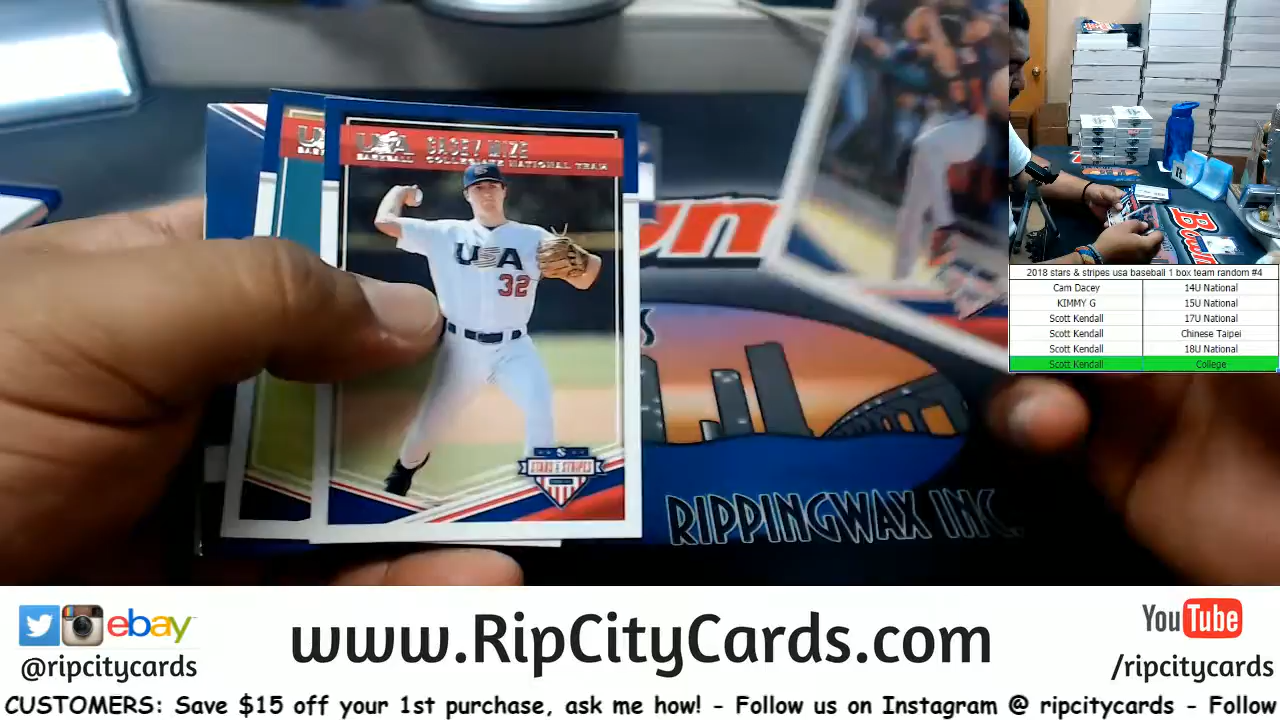 USA CASEY MIZE
BASEBALL COLLEGIATE NATIONAL TEAM
USA
32
STARS & STRIPES
RIPPINGWAX INC.
2018 stars & stripes usa baseball 1 box team random #4
Cam Dacey 14U National
KIMMY G 15U National
Scott Kendall 17U National
Scott Kendall Chinese Taipei
Scott Kendall 18U National
Scott Kendall College
ebay
@ripcitycards
www.RipCityCards.com
YouTube
/ripcitycards
CUSTOMERS: Save $15 off your 1st purchase, ask me how! - Follow us on Instagram @ ripcitycards - Follow